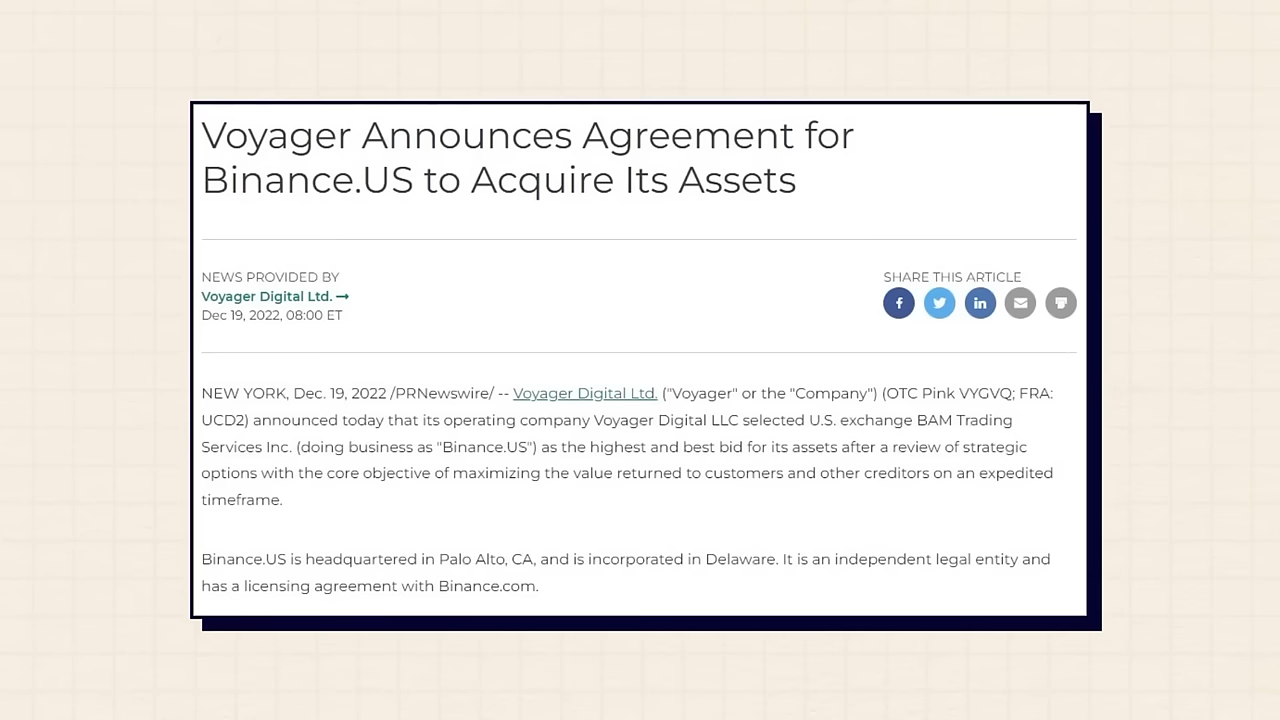 Voyager Announces Agreement for
Binance.US to Acquire Its Assets
NEWS PROVIDED BY
Voyager Digital Ltd. →
Dec 19, 2022, 08:00 ET
SHARE THIS ARTICLE
NEW YORK, Dec. 19, 2022 /PRNewswire/ -- Voyager Digital Ltd. ("Voyager" or the "Company") (OTC Pink VYGVQ; FRA:
UCD2) announced today that its operating company Voyager Digital LLC selected U.S. exchange BAM Trading
Services Inc. (doing business as "Binance.US") as the highest and best bid for its assets after a review of strategic
options with the core objective of maximizing the value returned to customers and other creditors on an expedited
timeframe.
Binance.US is headquartered in Palo Alto, CA, and is incorporated in Delaware. It is an independent legal entity and
has a licensing agreement with Binance.com.